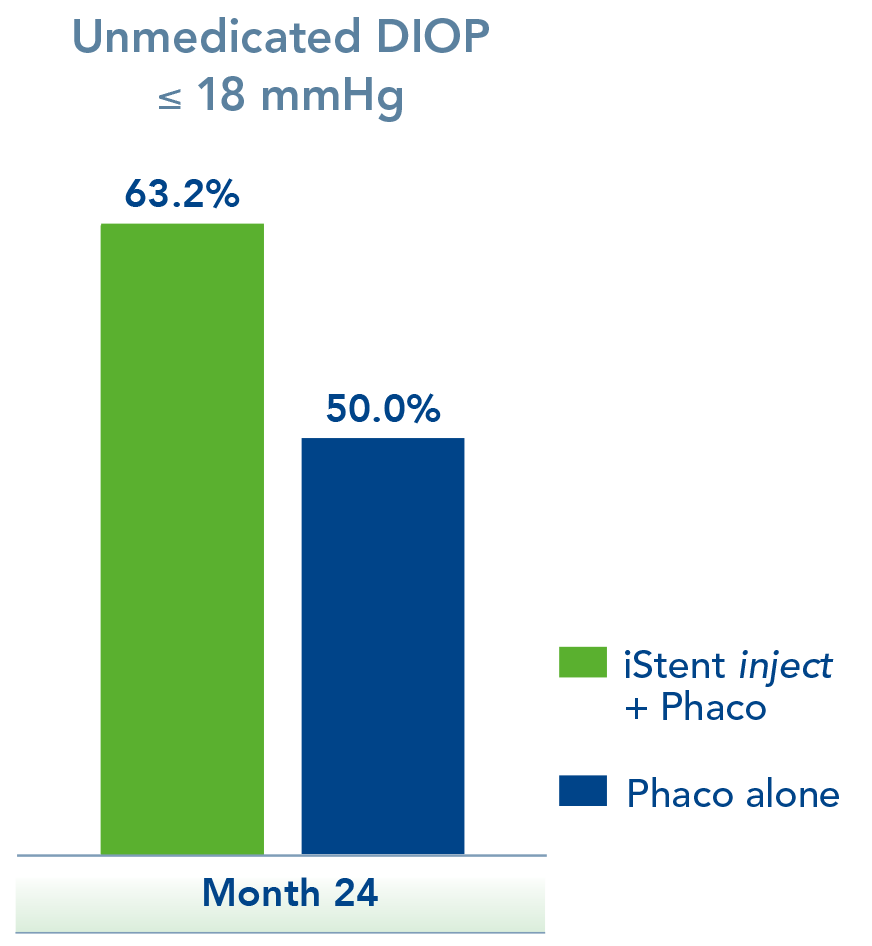 Unmedicated DIOP
≤ 18 mmHg
63.2%
50.0%
iStent inject
+ Phaco
Phaco alone
Month 24